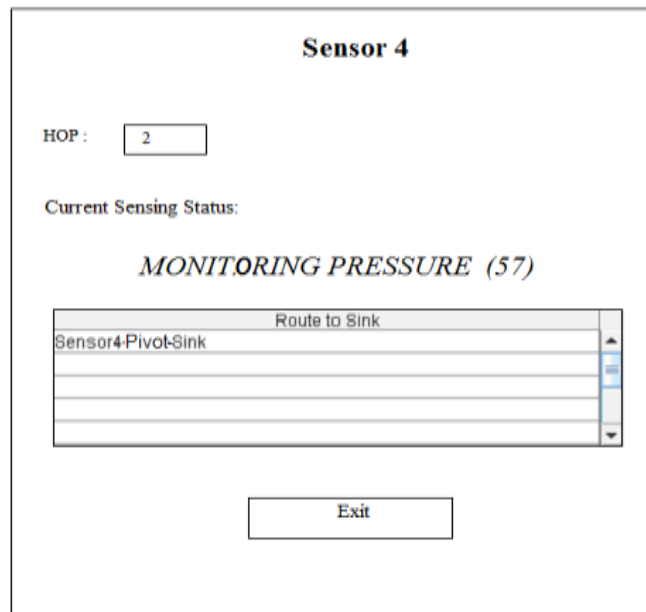 Sensor 4
HOP : 2
Current Sensing Status:
MONITORING PRESSURE (57)
Route to Sink
Sensor4-Pivot-Sink
Exit